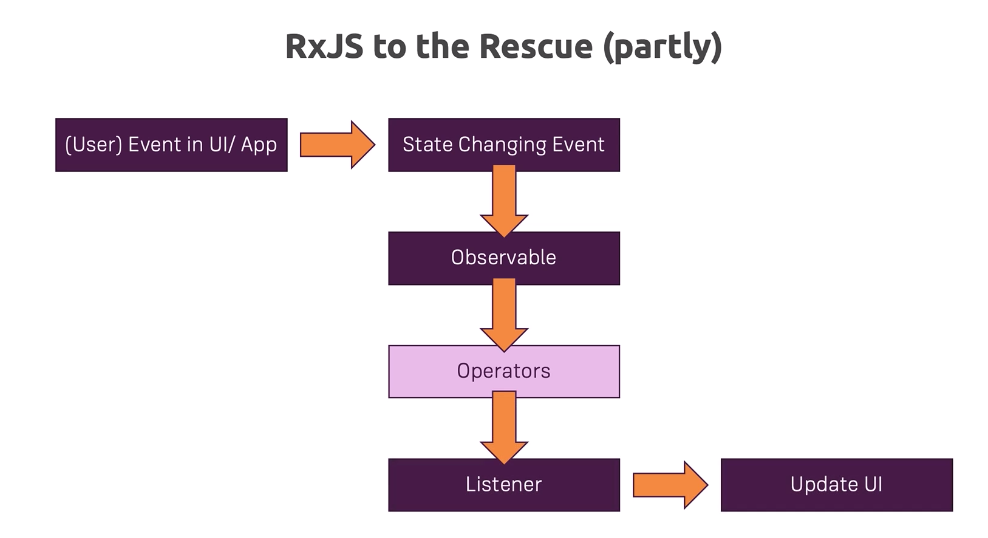 RxJS to the Rescue (partly)
(User) Event in UI/ App
State Changing Event
Observable
Operators
Listener
Update UI